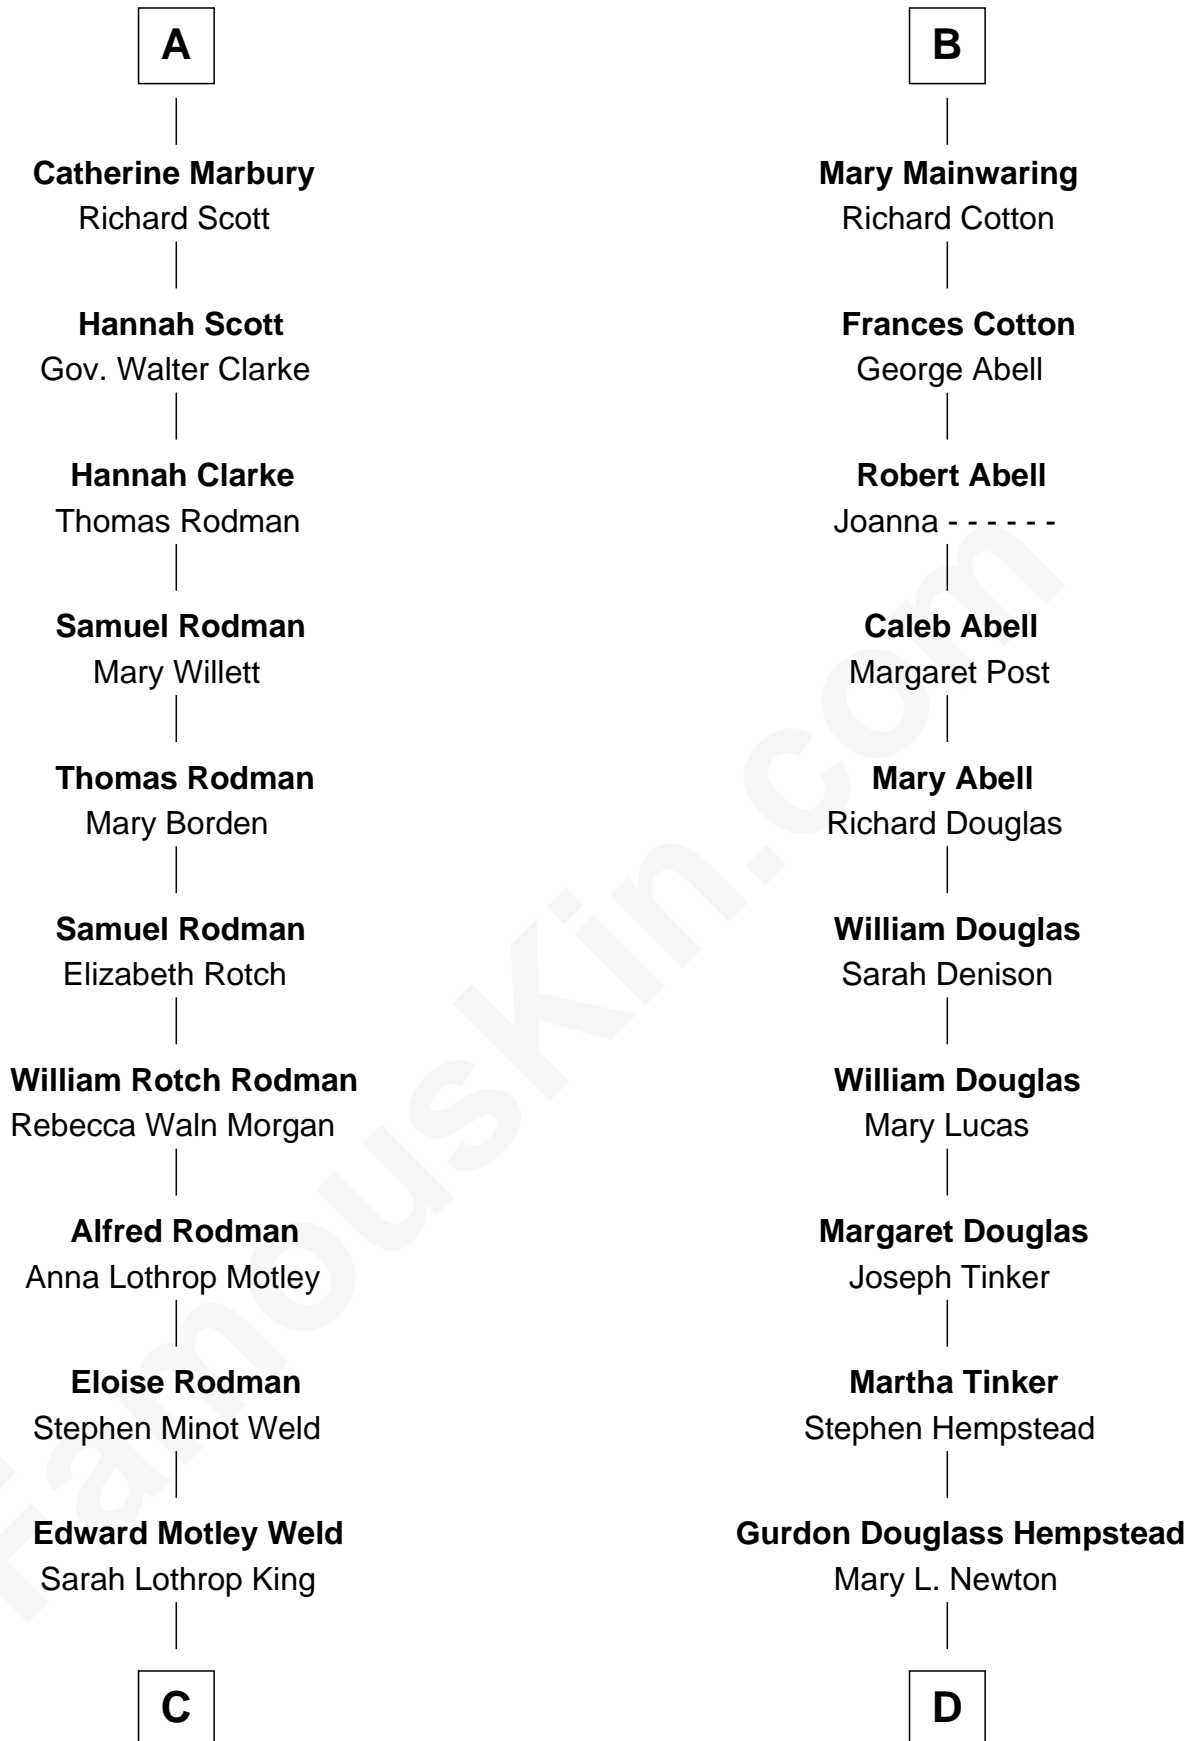 A
Catherine Marbury
Richard Scott
Hannah Scott
Gov. Walter Clarke
Hannah Clarke
Thomas Rodman
Samuel Rodman
Mary Willett
Thomas Rodman
Mary Borden
Samuel Rodman
Elizabeth Rotch
William Rotch Rodman
Rebecca Waln Morgan
Alfred Rodman
Anna Lothrop Motley
Eloise Rodman
Stephen Minot Weld
Edward Motley Weld
Sarah Lothrop King
C
B
Mary Mainwaring
Richard Cotton
Frances Cotton
George Abell
Robert Abell
Joanna - - - - - -
Caleb Abell
Margaret Post
Mary Abell
Richard Douglas
William Douglas
Sarah Denison
William Douglas
Mary Lucas
Margaret Douglas
Joseph Tinker
Martha Tinker
Stephen Hempstead
Gurdon Douglass Hempstead
Mary L. Newton
D
FamousKin.com